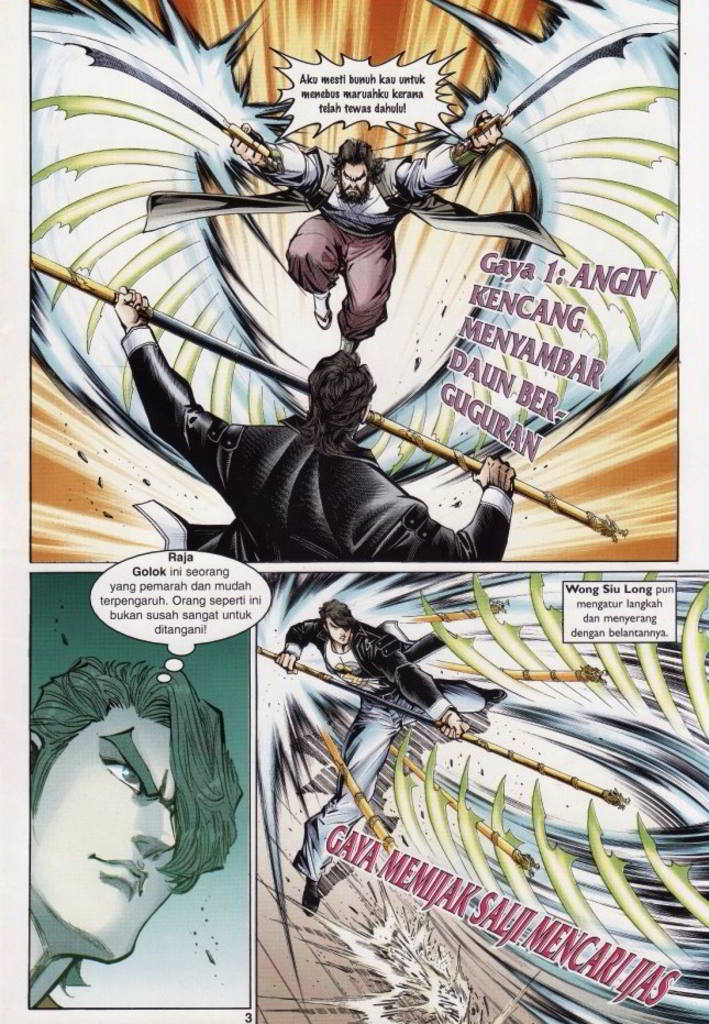 Aku mesti bunuh kau untuk
menebus maruahku kerana
telah tewas dahulu!
Gaya 1: ANGIN
KENCANG
MENYAMBAR
DAUN BER-
GUGURAN
Raja
Golok ini seorang
yang pemarah dan mudah
terpengaruh. Orang seperti ini
bukan susah sangat untuk
ditangani!
Wong Siu Long pun
mengatur langkah
dan menyerang
dengan belantannya.
GAYA MEMIJAK SALJI MENCARI IJAS
3